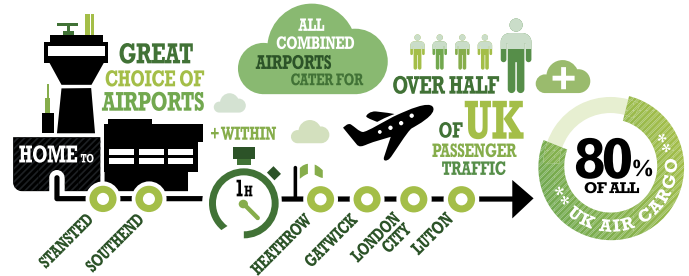 GREAT
CHOICE OF
AIRPORTS
HOME TO
STANSTED
SOUTHEND
+ WITHIN
1H
HEATHROW
GATWICK
LONDON
CITY
LUTON
ALL
COMBINED
AIRPORTS
CATER FOR
OVER HALF
OF UK
PASSENGER
TRAFFIC
+
80%
OF ALL
**UK AIR CARGO**